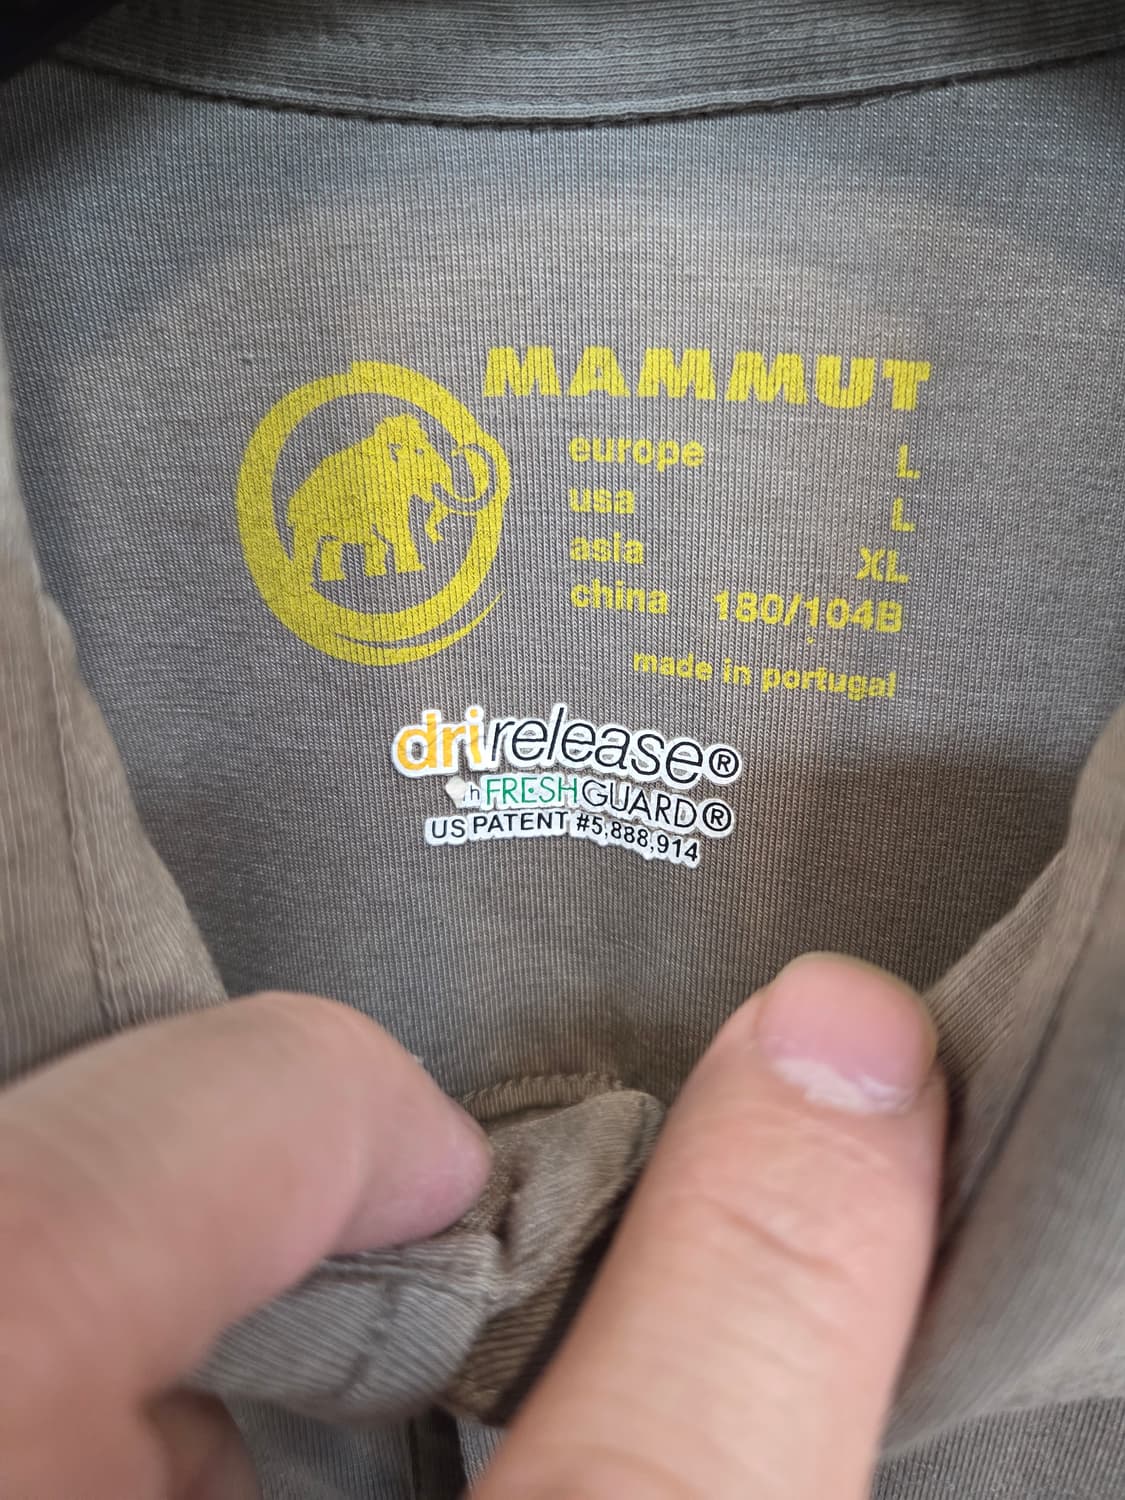 MAMMUT
europe L
usa L
asia XL
china 180/104B
made in portugal
drirelease®
h FRESHGUARD®
US PATENT #5,888,914